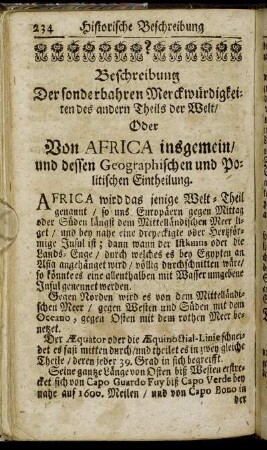 234 Historische Beschreibung
?
Beschreibung
Der sonderbahren Merckwürdigkei-
ten des andern Theils der Welt/
Oder
Von AFRICA insgemein/
und dessen Geographischen und Po-
litischen Eintheilung.
AFRICA wird das jenige Welt-Theil
genannt / so uns Europäern gegen Mittag
oder Süden längst dem Mittelländischen Meer li-
get / und bey nahe eine dreyeckigte oder Hertzför-
mige Insul ist; dann wann der Isthmus oder die
Lands-Enge / durch welches es bey Egypten an
Asia angehänget wird / völlig durchschnitten wäre/
so könnte es eine allenthalben mit Wasser umgebene
Insul genennet werden.
Gegen Norden wird es von dem Mittelländi-
schen Meer / gegen Westen und Süden mit dem
Oceano, gegen Osten mit dem rothen Meer be-
netzet.
Der Æquator oder die Æquinoctial-Linie schnei-
det es fast mitten durch/und theilet es in zwey gleiche
Theile / deren jeder 39. Grad in sich begreifft.
Seine gantze Länge von Osten biß Westen erstre-
cket sich von Capo Guardo Fuy biß Capo Verde bey
nahe auf 1600. Meilen / und von Capo Bono in
der